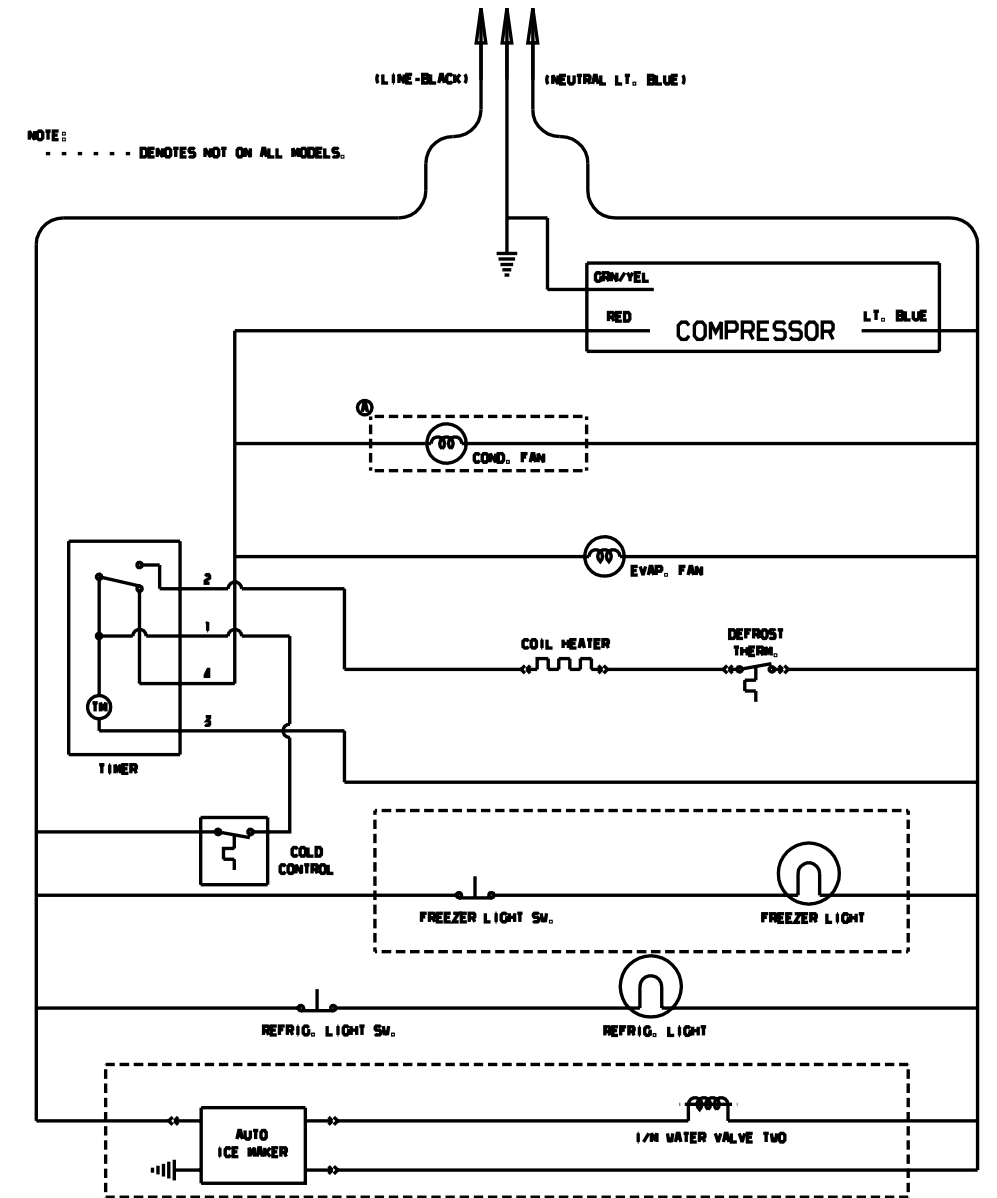 (LINE-BLACK)
(NEUTRAL LT. BLUE)
NOTE:
- - - - - - DENOTES NOT ON ALL MODELS.
GRN/YEL
RED
COMPRESSOR
LT. BLUE
A
COND. FAN
EVAP. FAN
2
1
4
3
TM
TIMER
COIL HEATER
DEFROST
THERM.
COLD
CONTROL
FREEZER LIGHT SW.
FREEZER LIGHT
REFRIG. LIGHT SW.
REFRIG. LIGHT
AUTO
ICE MAKER
I/M WATER VALVE TWO